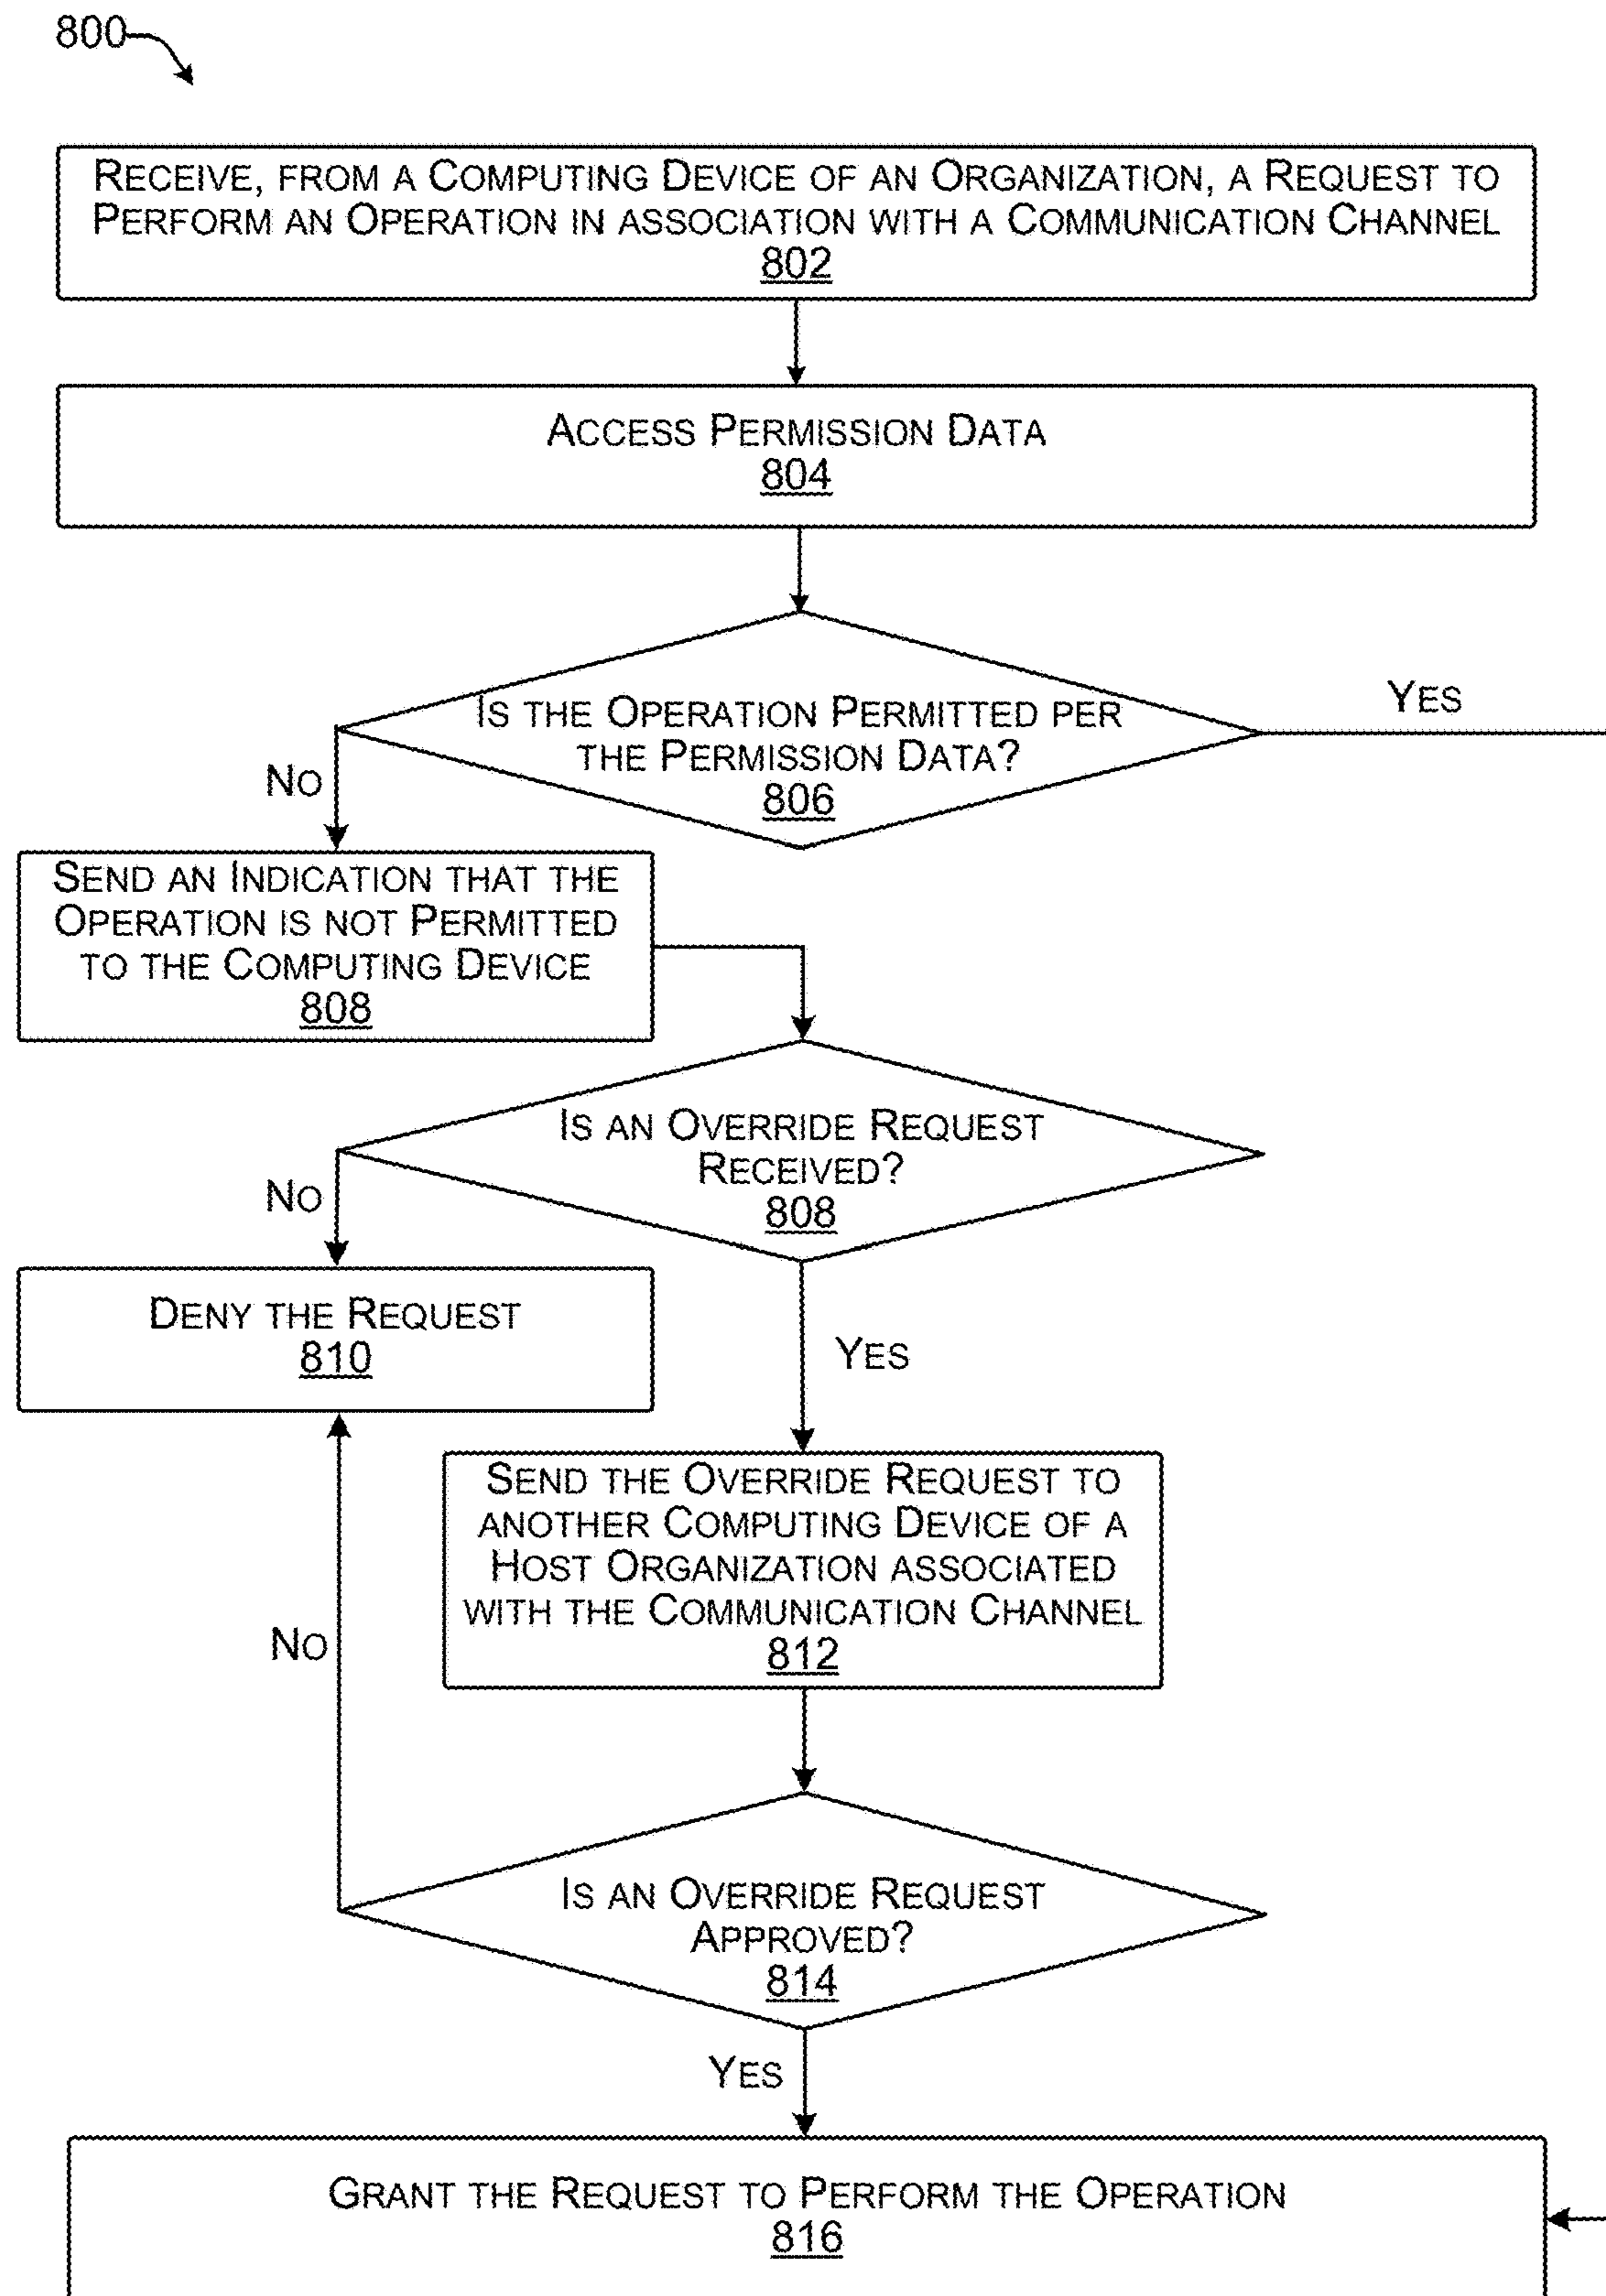 800
RECEIVE, FROM A COMPUTING DEVICE OF AN ORGANIZATION, A REQUEST TO
PERFORM AN OPERATION IN ASSOCIATION WITH A COMMUNICATION CHANNEL
802
ACCESS PERMISSION DATA
804
IS THE OPERATION PERMITTED PER
THE PERMISSION DATA?
806
YES
NO
SEND AN INDICATION THAT THE
OPERATION IS NOT PERMITTED
TO THE COMPUTING DEVICE
808
IS AN OVERRIDE REQUEST
RECEIVED?
808
NO
DENY THE REQUEST
810
YES
SEND THE OVERRIDE REQUEST TO
ANOTHER COMPUTING DEVICE OF A
HOST ORGANIZATION ASSOCIATED
WITH THE COMMUNICATION CHANNEL
812
NO
IS AN OVERRIDE REQUEST
APPROVED?
814
YES
GRANT THE REQUEST TO PERFORM THE OPERATION
816